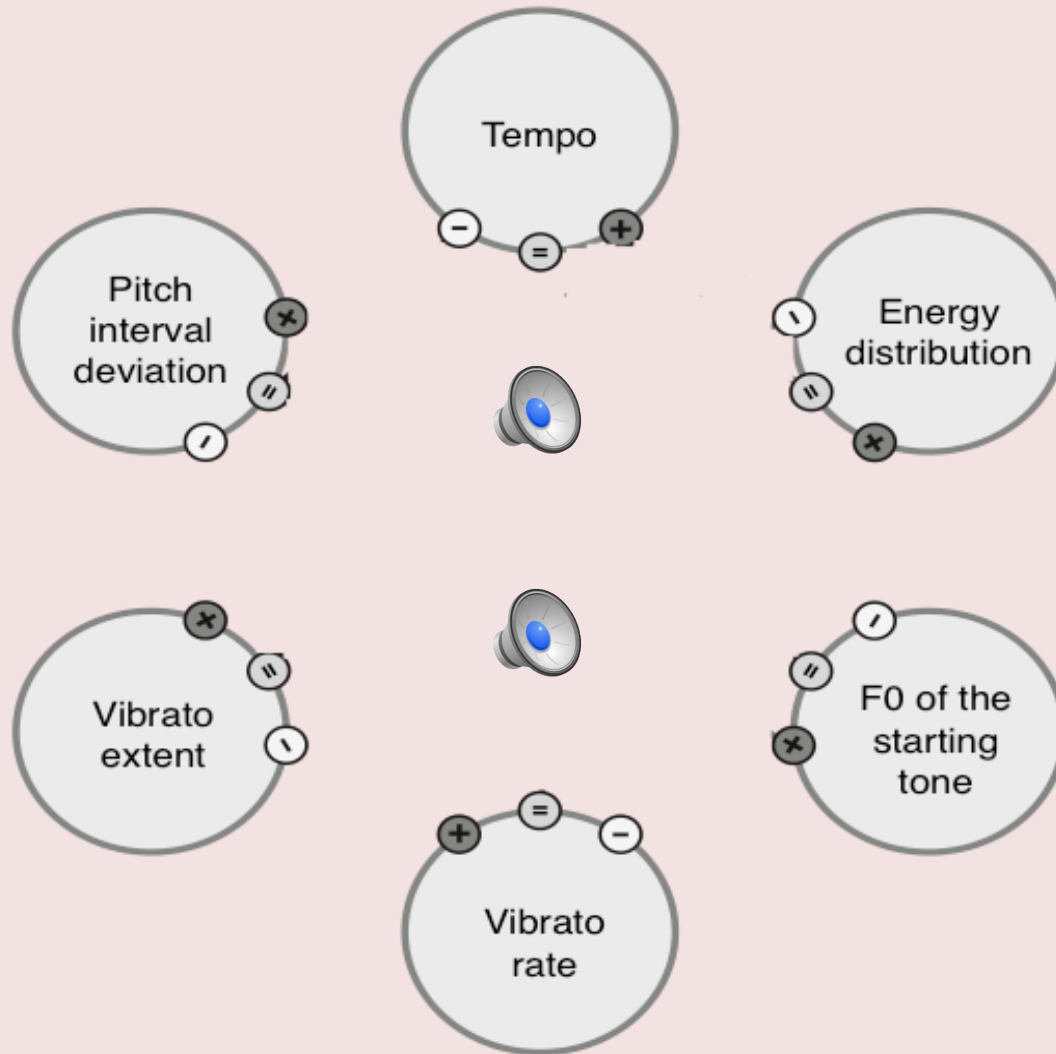 Tempo
− = +
Pitch
interval
deviation
+ = −
Energy
distribution
− = +
Vibrato
extent
+ = −
F0 of the
starting
tone
− = +
+ = −
Vibrato
rate